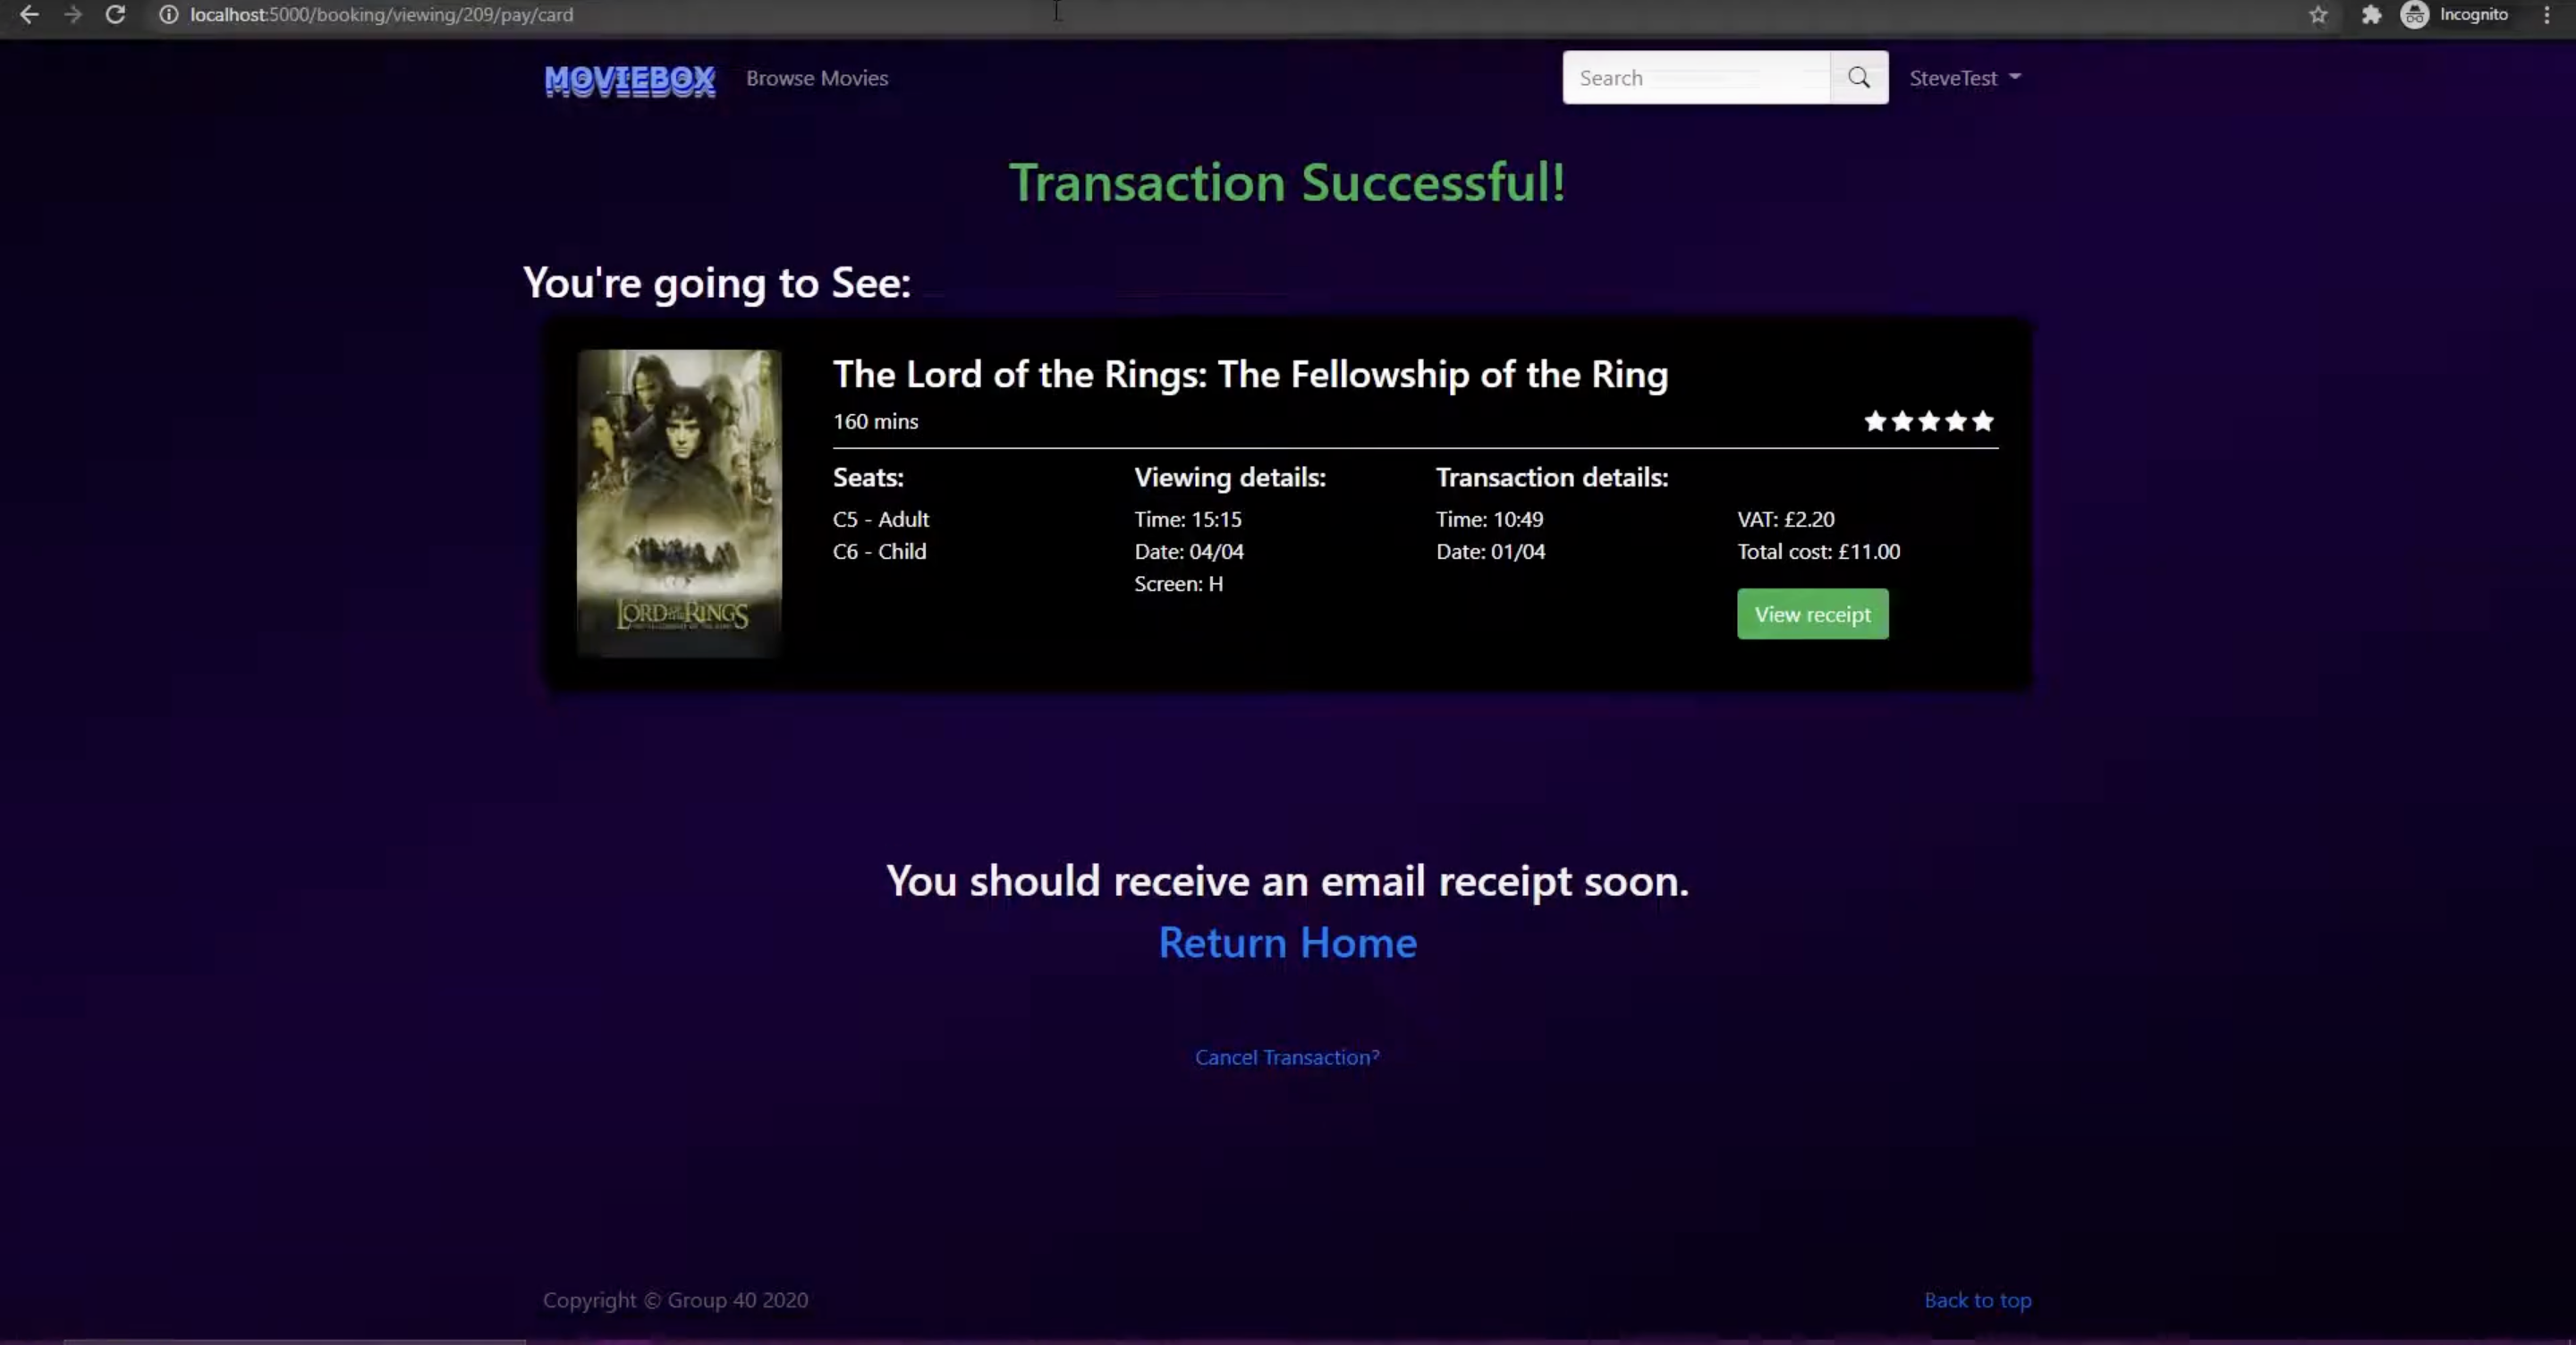 localhost:5000/booking/viewing/209/pay/card
Incognito
MOVIEBOX
Browse Movies
Search
SteveTest
Transaction Successful!
You're going to See:
The Lord of the Rings: The Fellowship of the Ring
160 mins
Seats:
C5 - Adult
C6 - Child
Viewing details:
Time: 15:15
Date: 04/04
Screen: H
Transaction details:
Time: 10:49
Date: 01/04
VAT: £2.20
Total cost: £11.00
View receipt
LORD OF THE RINGS
You should receive an email receipt soon.
Return Home
Cancel Transaction?
Copyright © Group 40 2020
Back to top